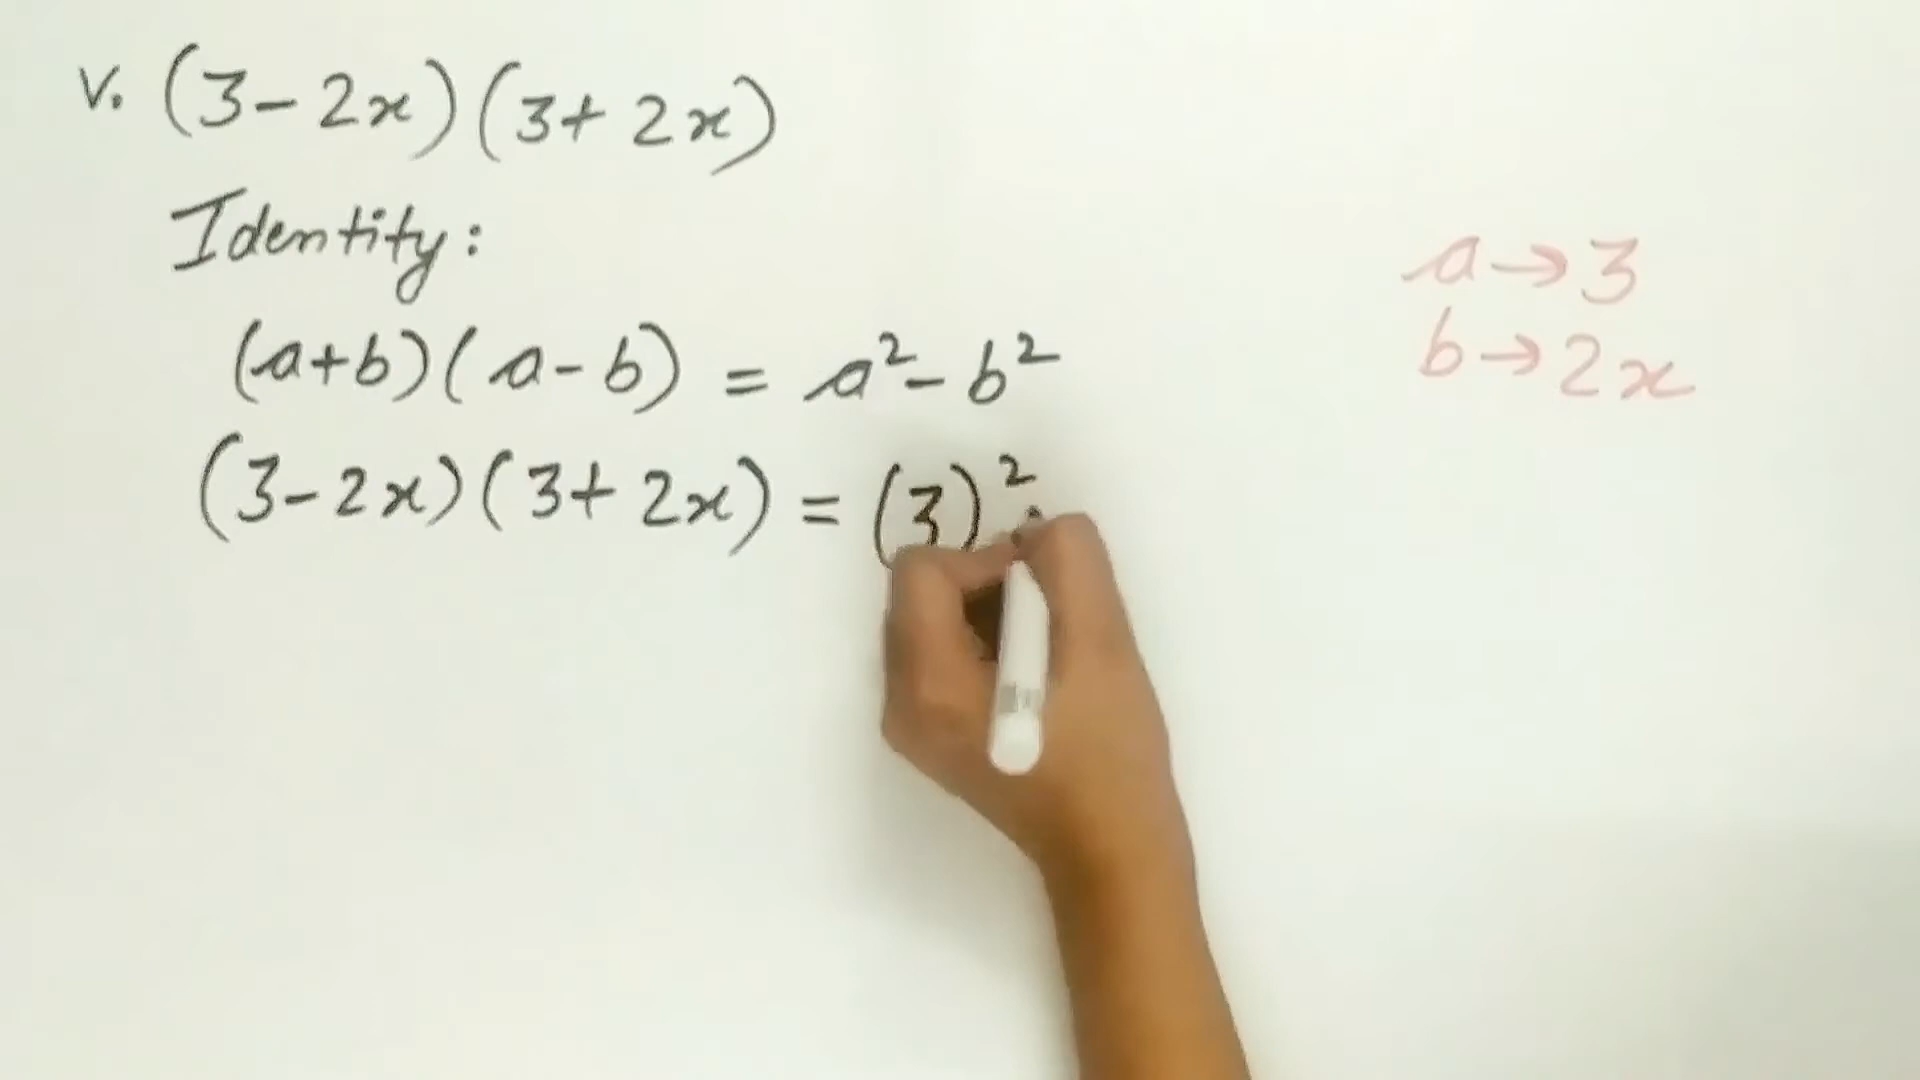 v. (3-2x)(3+2x)
Identity:
(a+b)(a-b) = a²-b²
(3-2x)(3+2x) = (3)²
a→3
b→2x